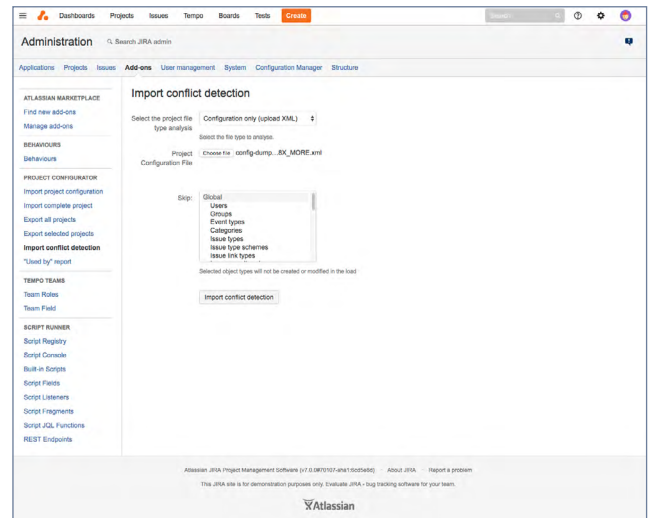 Dashboards Projects Issues Tempo Boards Tests Create Search
Administration Search JIRA admin
Applications Projects Issues Add-ons User management System Configuration Manager Structure
ATLASSIAN MARKETPLACE
Find new add-ons
Manage add-ons
BEHAVIOURS
Behaviours
PROJECT CONFIGURATOR
Import project configuration
Import complete project
Export all projects
Export selected projects
Import conflict detection
"Used by" report
TEMPO TEAMS
Team Roles
Team Field
SCRIPT RUNNER
Script Registry
Script Console
Built-in Scripts
Script Fields
Script Listeners
Script Fragments
Script JQL Functions
REST Endpoints
Import conflict detection
Select the project file type analysis
Configuration only (upload XML)
Select the file type to analyse.
Project Configuration File
Choose file config-dump...8X_MORE.xml
Skip:
Global
Users
Groups
Event types
Categories
Issue types
Issue type schemes
Issue link types
Selected object types will not be created or modified in the load
Import conflict detection
Atlassian JIRA Project Management Software · About JIRA · Report a problem
This JIRA site is for demonstration purposes only. Evaluate JIRA - bug tracking software for your team.
Atlassian